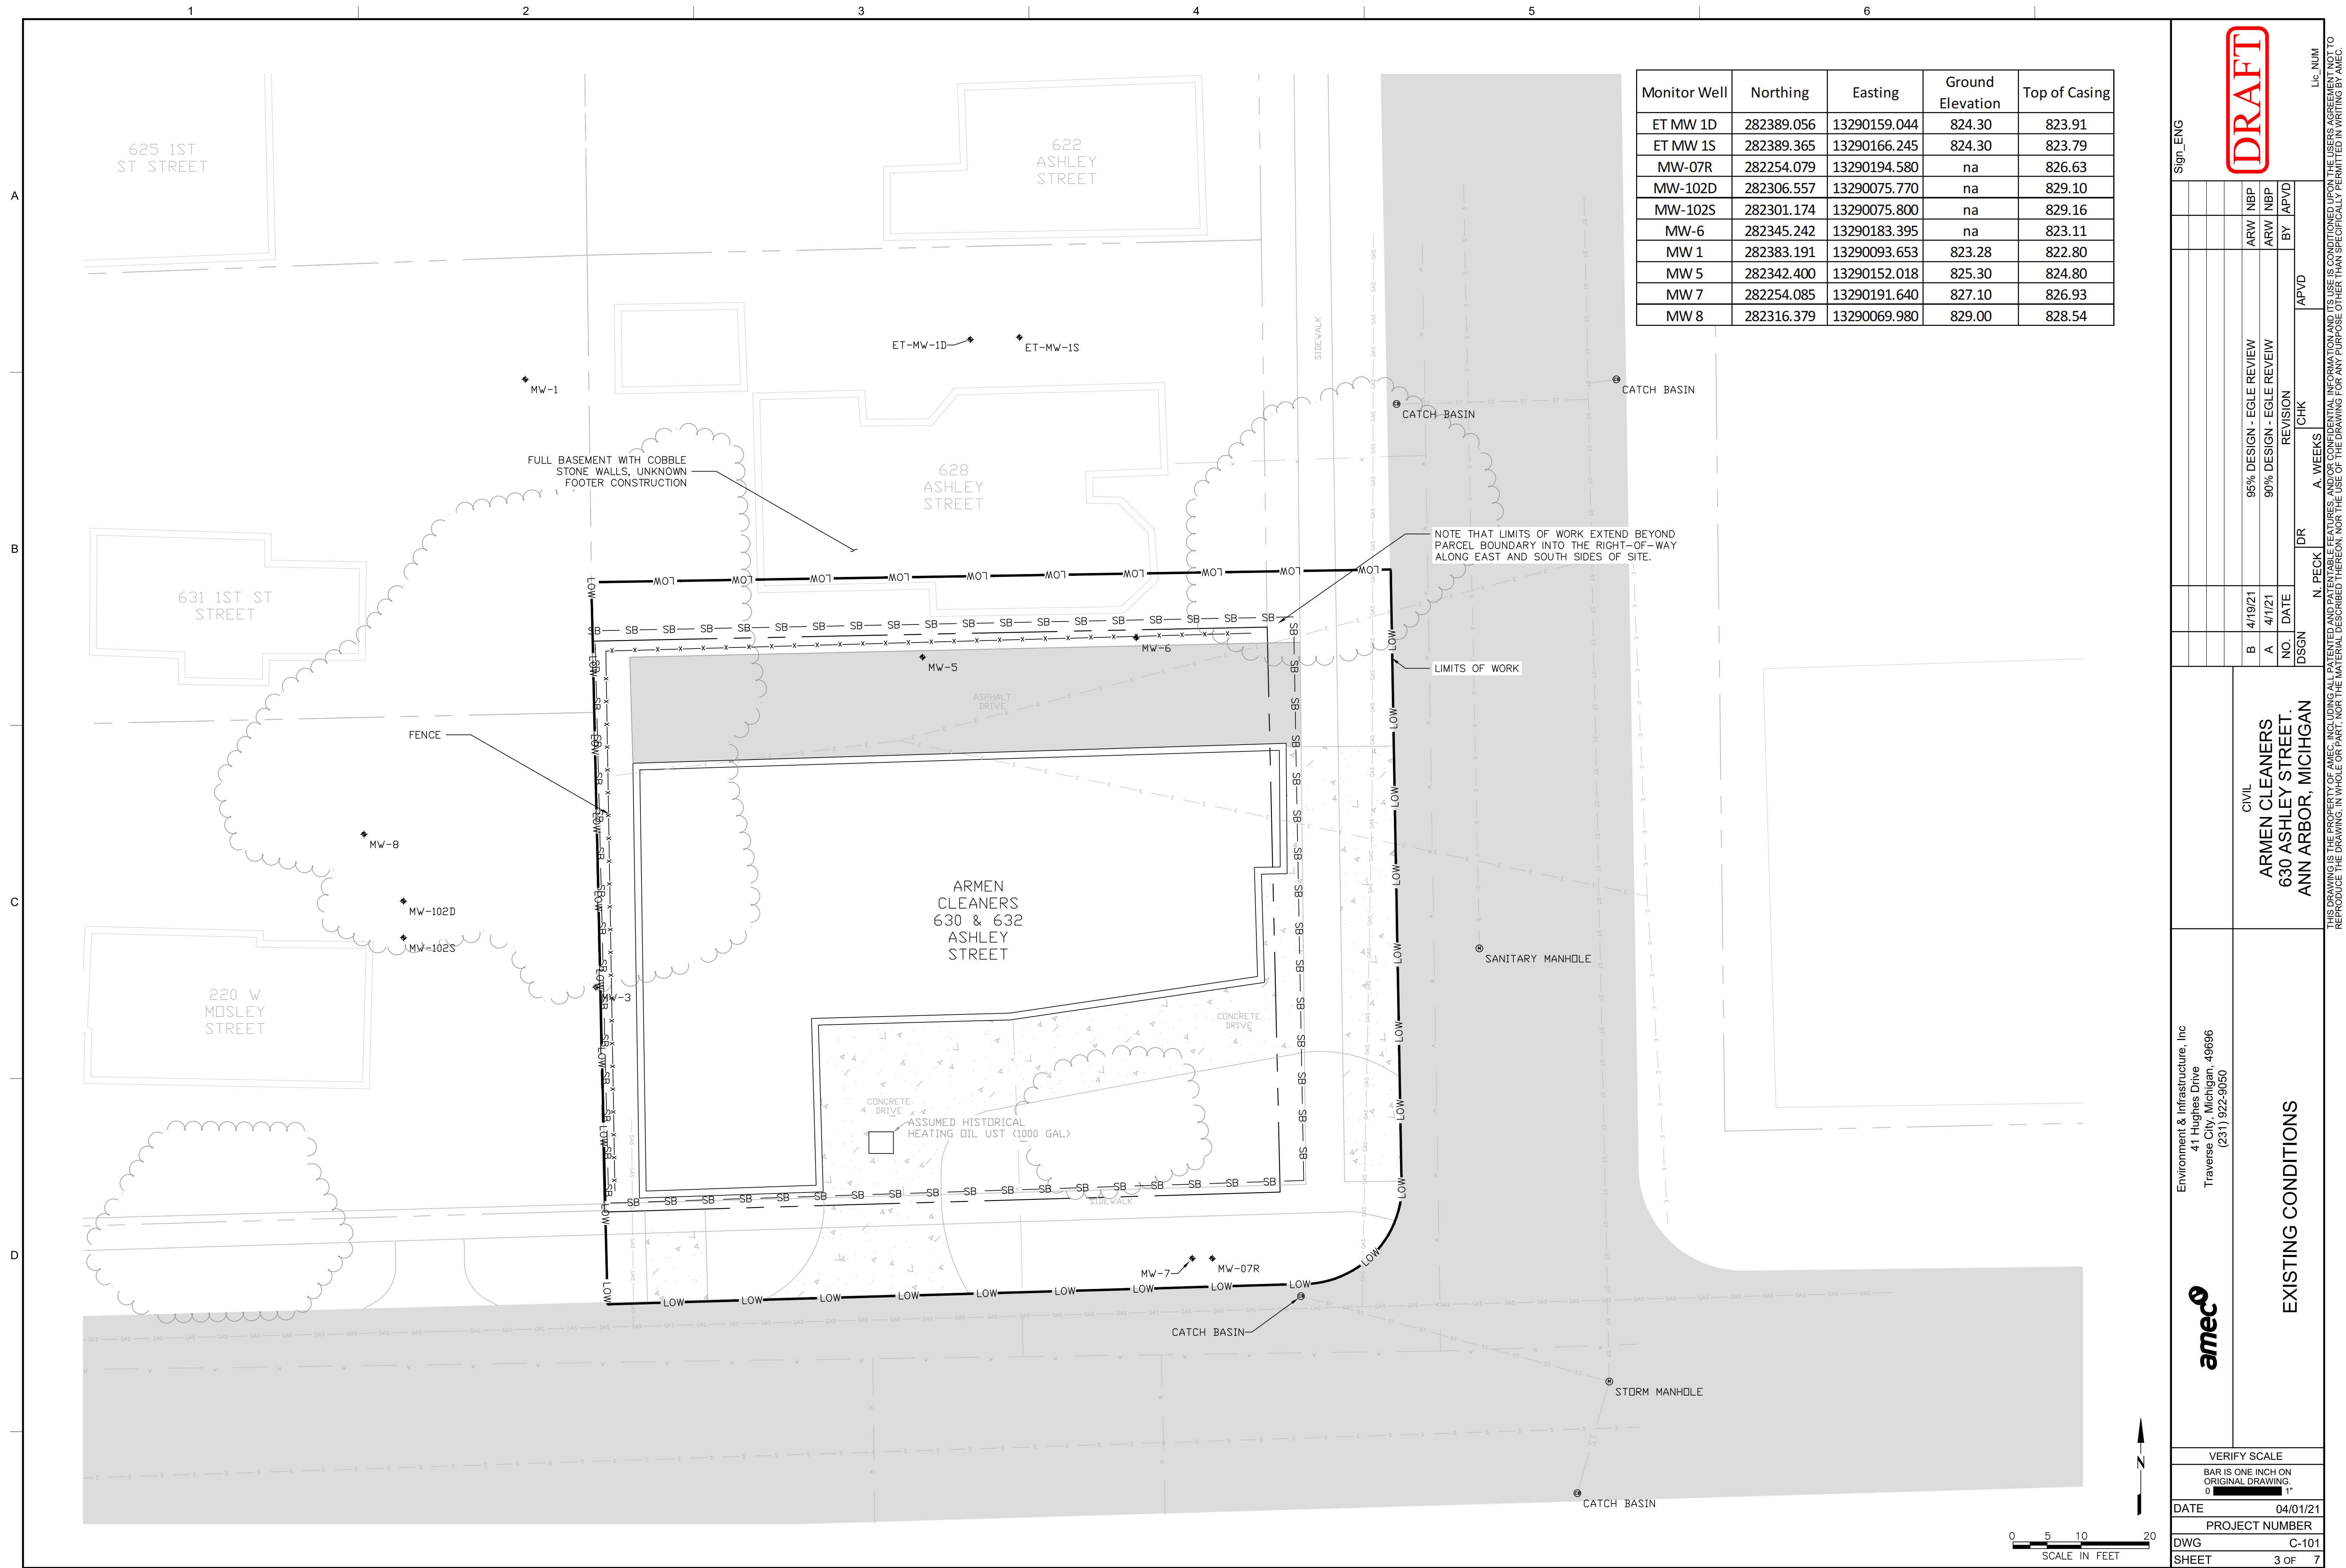 1 2 3 4 5 6
A
B
C
D
625 1ST
ST STREET
622
ASHLEY
STREET
SIDEWALK
Monitor Well Northing Easting Ground Elevation Top of Casing
ET MW 1D 282389.056 13290159.044 824.30 823.91
ET MW 1S 282389.365 13290166.245 824.30 823.79
MW-07R 282254.079 13290194.580 na 826.63
MW-102D 282306.557 13290075.770 na 829.10
MW-102S 282301.174 13290075.800 na 829.16
MW-6 282345.242 13290183.395 na 823.11
MW 1 282383.191 13290093.653 823.28 822.80
MW 5 282342.400 13290152.018 825.30 824.80
MW 7 282254.085 13290191.640 827.10 826.93
MW 8 282316.379 13290069.980 829.00 828.54
ET-MW-1D
ET-MW-1S
MW-1
CATCH BASIN
CATCH BASIN
FULL BASEMENT WITH COBBLE
STONE WALLS, UNKNOWN
FOOTER CONSTRUCTION
628
ASHLEY
STREET
NOTE THAT LIMITS OF WORK EXTEND BEYOND
PARCEL BOUNDARY INTO THE RIGHT-OF-WAY
ALONG EAST AND SOUTH SIDES OF SITE.
631 1ST ST
STREET
MW-6
MW-5
LIMITS OF WORK
ASPHALT
DRIVE
FENCE
MW-8
MW-102D
MW-102S
MW-3
ARMEN
CLEANERS
630 & 632
ASHLEY
STREET
SANITARY MANHOLE
220 W
MOSLEY
STREET
CONCRETE
DRIVE
CONCRETE
DRIVE
ASSUMED HISTORICAL
HEATING OIL UST (1000 GAL)
SIDEWALK
MW-7
MW-07R
CATCH BASIN
STORM MANHOLE
CATCH BASIN
N
0 5 10 20
SCALE IN FEET
DRAFT
Sign_ENG
Lic_NUM
B 4/19/21 95% DESIGN - EGLE REVIEW ARW NBP
A 4/1/21 90% DESIGN - EGLE REVEIW ARW NBP
NO. DATE REVISION BY APVD
DSGN DR CHK APVD
N. PECK A. WEEKS
CIVIL
ARMEN CLEANERS
630 ASHLEY STREET.
ANN ARBOR, MICIHGAN
Environment & Infrastructure, Inc
41 Hughes Drive
Traverse City, Michigan, 49696
(231) 922-9050
amec
EXISTING CONDITIONS
VERIFY SCALE
BAR IS ONE INCH ON
ORIGINAL DRAWING.
0 1"
DATE 04/01/21
PROJECT NUMBER
DWG C-101
SHEET 3 OF 7
THIS DRAWING IS THE PROPERTY OF AMEC, INCLUDING ALL PATENTED AND PATENTABLE FEATURES, AND/OR CONFIDENTIAL INFORMATION AND ITS USE IS CONDITIONED UPON THE USERS AGREEMENT NOT TO
REPRODUCE THE DRAWING, IN WHOLE OR PART, NOR THE MATERIAL DESCRIBED THEREON, NOR THE USE OF THE DRAWING FOR ANY PURPOSE OTHER THAN SPECIFICALLY PERMITTED IN WRITING BY AMEC.